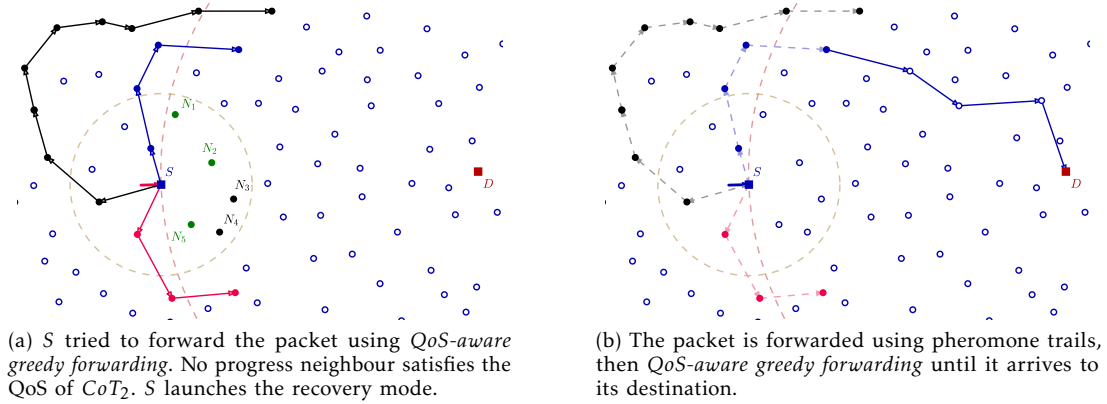 N1
N2
S
N3
D
N4
N5
(a) S tried to forward the packet using QoS-aware
greedy forwarding. No progress neighbour satisfies the
QoS of CoT2. S launches the recovery mode.
S
D
(b) The packet is forwarded using pheromone trails,
then QoS-aware greedy forwarding until it arrives to
its destination.